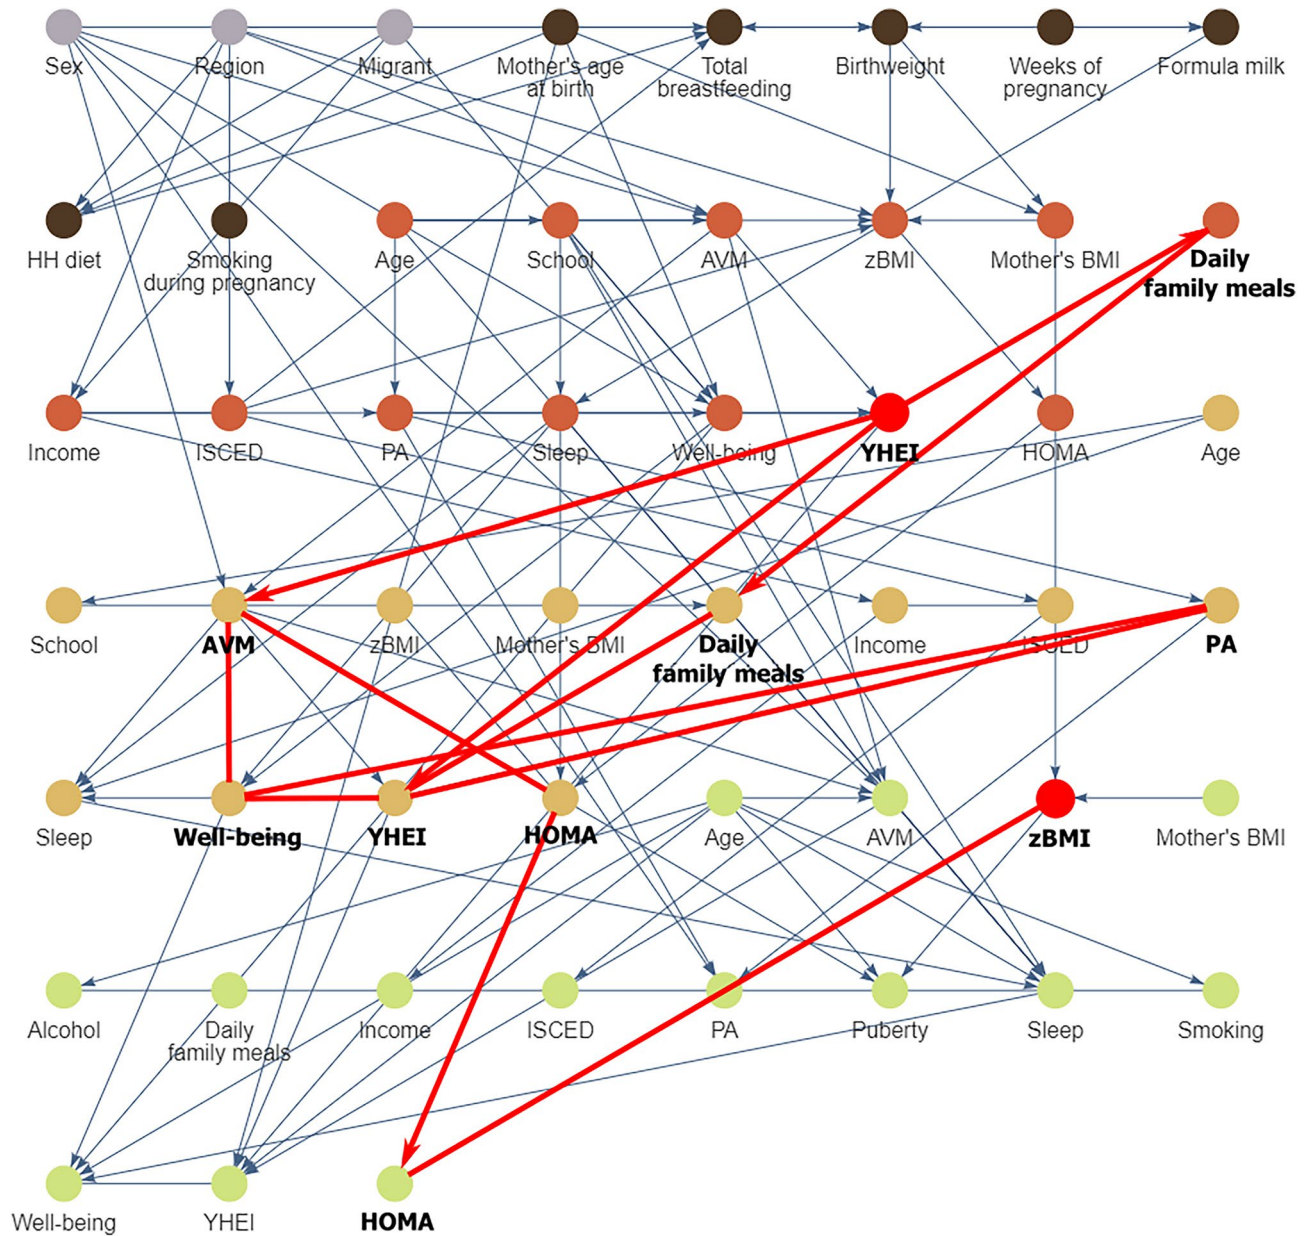 Sex
Region
Migrant
Mother's age
at birth
Total
breastfeeding
Birthweight
Weeks of
pregnancy
Formula milk
HH diet
Smoking
during pregnancy
Age
School
AVM
zBMI
Mother's BMI
Daily
family meals
Income
ISCED
PA
Sleep
Well-being
YHEI
HOMA
Age
School
AVM
zBMI
Mother's BMI
Daily
family meals
Income
ISCED
PA
Sleep
Well-being
YHEI
HOMA
Age
AVM
zBMI
Mother's BMI
Alcohol
Daily
family meals
Income
ISCED
PA
Puberty
Sleep
Smoking
Well-being
YHEI
HOMA